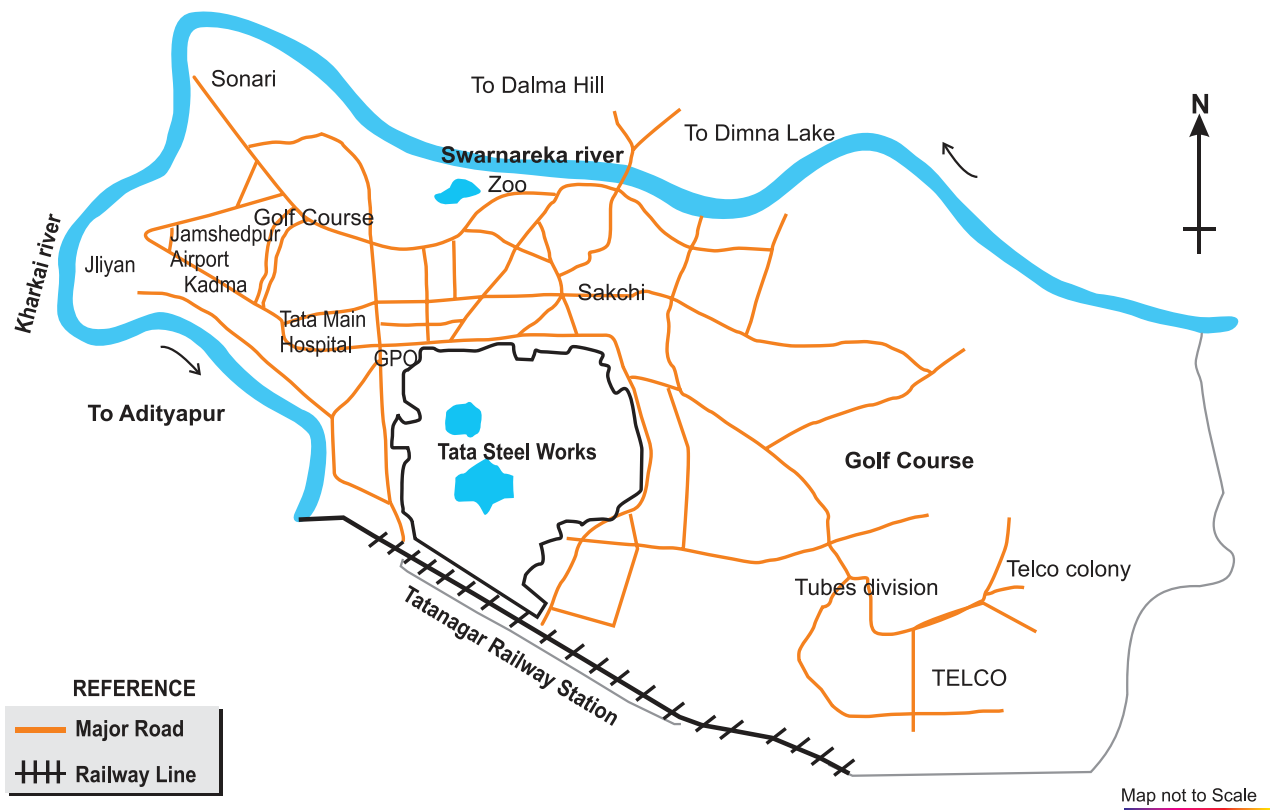 Sonari
To Dalma Hill
N
To Dimna Lake
Swarnareka river
Zoo
Golf Course
Jamshedpur
Airport
Kadma
Jliyan
Kharkai river
Sakchi
Tata Main
Hospital
GPO
To Adityapur
Tata Steel Works
Golf Course
Telco colony
Tubes division
TELCO
Tatanagar Railway Station
REFERENCE
Major Road
Railway Line
Map not to Scale